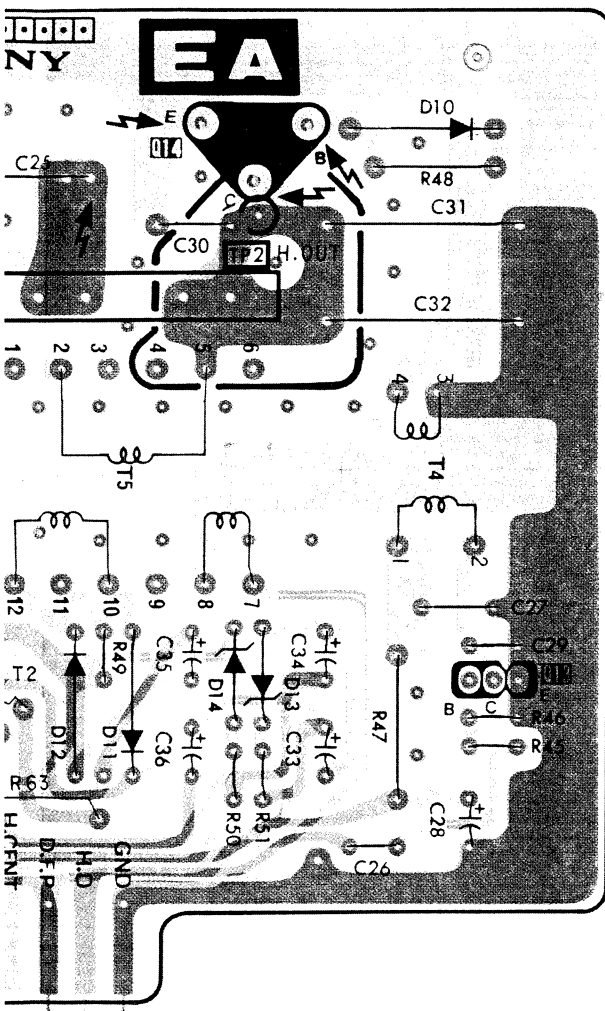 NY
EA
E
D10
Q14
B
C25
R48
C
C31
C30
TP2 H.OUT
C32
1 2 3 4 5 6
4 3
T5
T4
1 2
12 11 10 9 8 7
C27
R49
C35
C34
C29
T2
D14
D13
B C E
R46
D12
D11
C36
C33
R47
R45
R63
R50
R51
C28
H.CENT
D.F.P
H.D
GND
C26